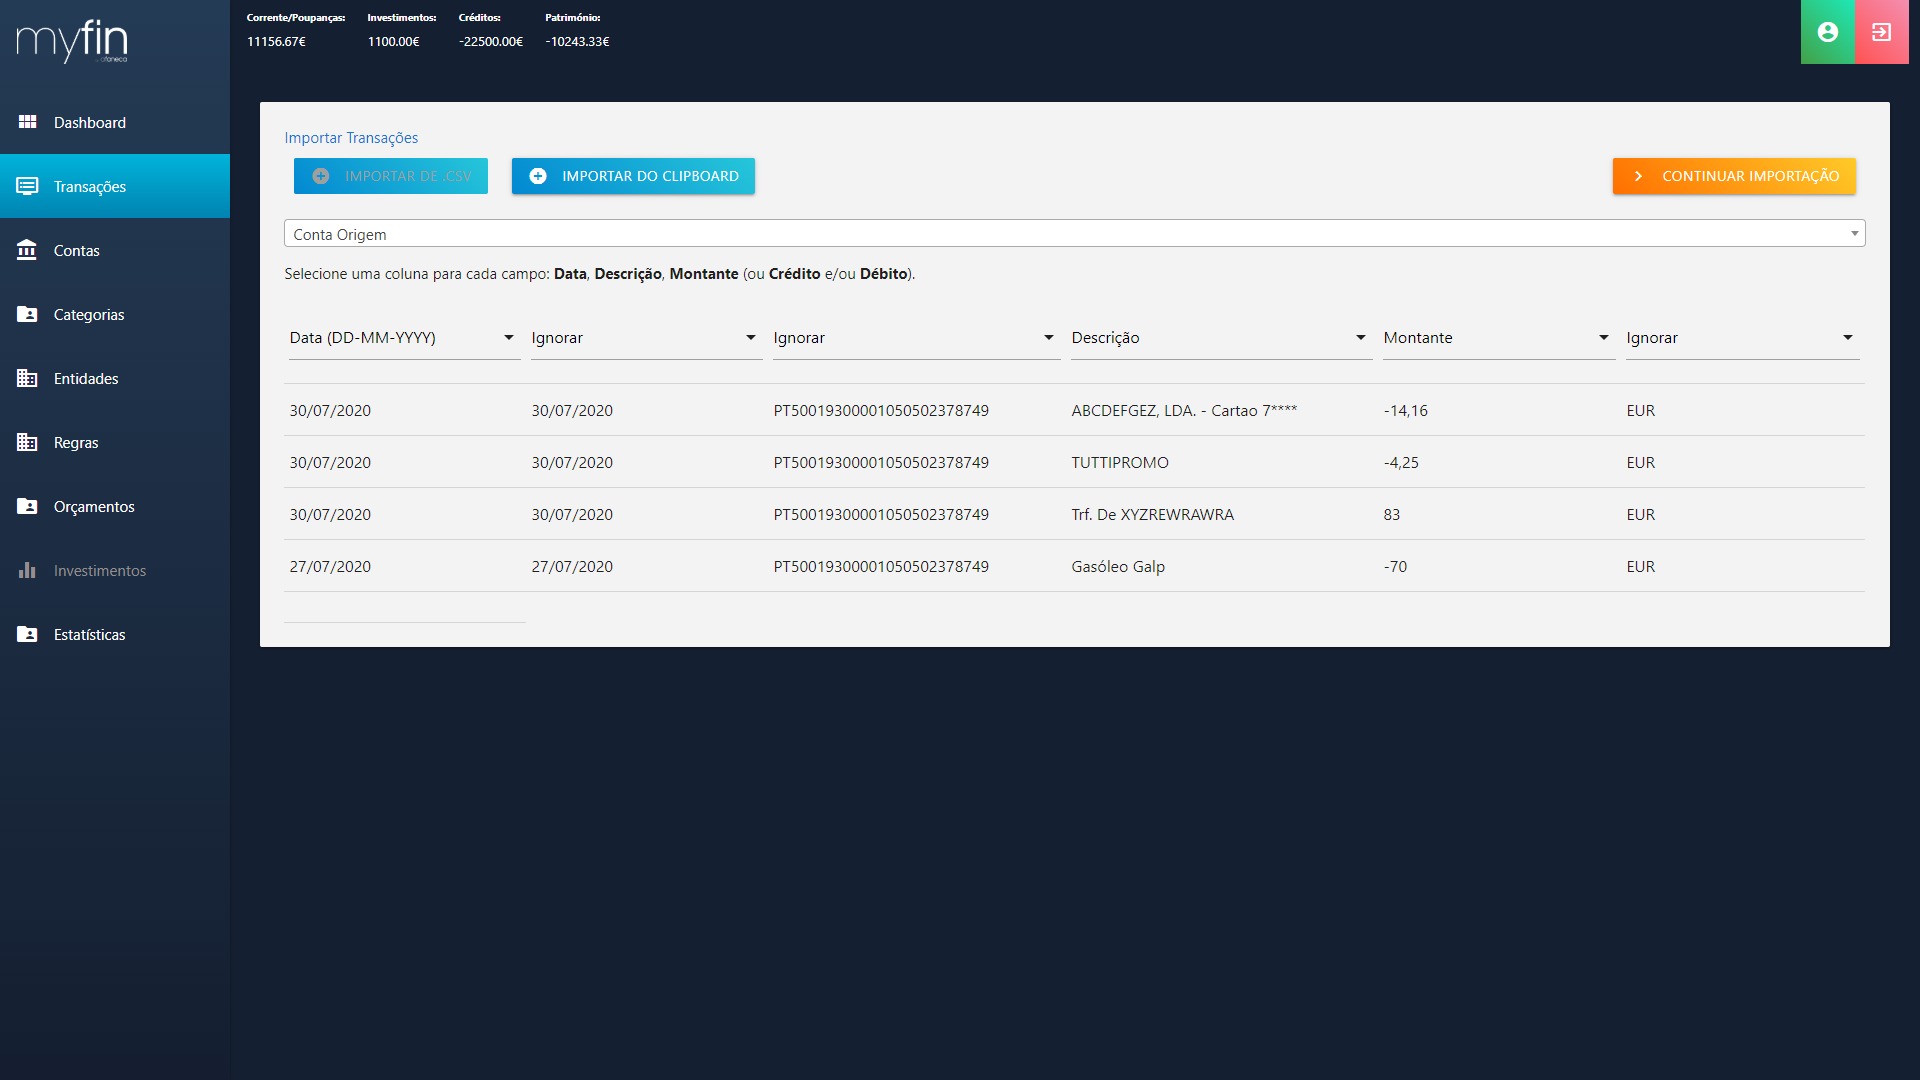 myfin
Corrente/Poupanças: Investimentos: Créditos: Património:
11156.67€ 1100.00€ -22500.00€ -10243.33€
Dashboard
Transações
Contas
Categorias
Entidades
Regras
Orçamentos
Investimentos
Estatísticas
Importar Transações
IMPORTAR DE .CSV IMPORTAR DO CLIPBOARD CONTINUAR IMPORTAÇÃO
Conta Origem
Selecione uma coluna para cada campo: Data, Descrição, Montante (ou Crédito e/ou Débito).
Data (DD-MM-YYYY) Ignorar Ignorar Descrição Montante Ignorar
30/07/2020 30/07/2020 PT50019300001050502378749 ABCDEFGEZ, LDA. - Cartao 7**** -14,16 EUR
30/07/2020 30/07/2020 PT50019300001050502378749 TUTTIPROMO -4,25 EUR
30/07/2020 30/07/2020 PT50019300001050502378749 Trf. De XYZREWRAWRA 83 EUR
27/07/2020 27/07/2020 PT50019300001050502378749 Gasóleo Galp -70 EUR